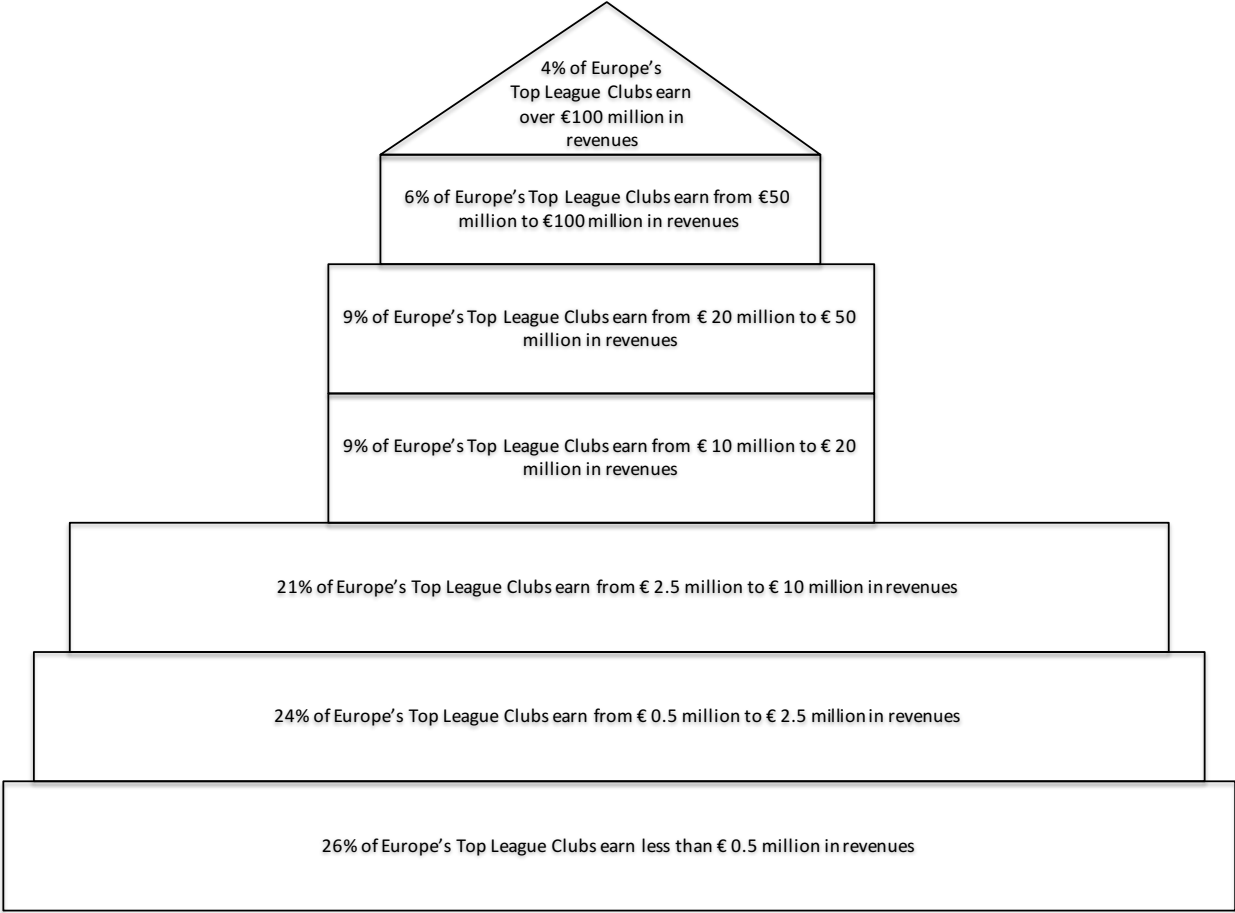 4% of Europe’s
Top League Clubs earn
over €100 million in
revenues
6% of Europe’s Top League Clubs earn from €50
million to €100 million in revenues
9% of Europe’s Top League Clubs earn from € 20 million to € 50
million in revenues
9% of Europe’s Top League Clubs earn from € 10 million to € 20
million in revenues
21% of Europe’s Top League Clubs earn from € 2.5 million to € 10 million in revenues
24% of Europe’s Top League Clubs earn from € 0.5 million to € 2.5 million in revenues
26% of Europe’s Top League Clubs earn less than € 0.5 million in revenues